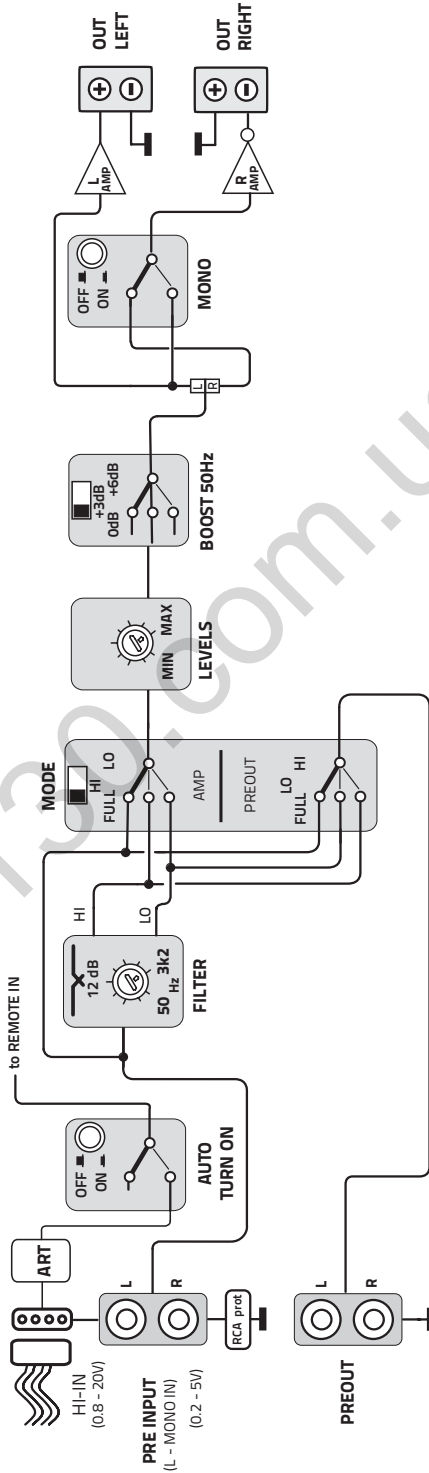 HI-IN
(0.8 - 20V)
ART
PRE INPUT
(L - MONO IN)
(0.2 - 5V)
L
R
RCA prot
PREOUT
L
R
to REMOTE IN
OFF
ON
AUTO
TURN ON
12 dB
50 Hz 3k2
FILTER
HI
LO
MODE
HI
FULL LO
AMP
PREOUT
LO
FULL HI
MIN MAX
LEVELS
+3dB
0dB +6dB
BOOST 50Hz
L
R
OFF
ON
MONO
L
AMP
R
AMP
OUT
LEFT
+
−
OUT
RIGHT
+
−
130.com.u